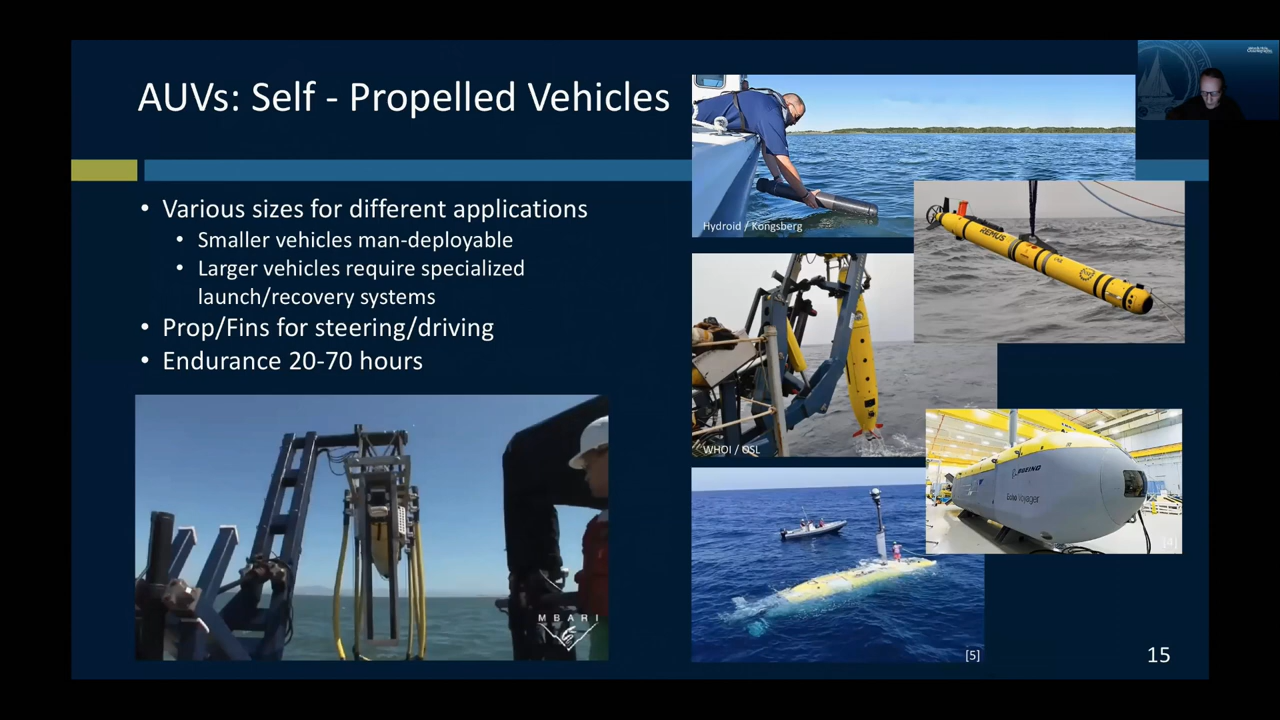 AUVs: Self - Propelled Vehicles
• Various sizes for different applications
• Smaller vehicles man-deployable
• Larger vehicles require specialized
launch/recovery systems
• Prop/Fins for steering/driving
• Endurance 20-70 hours
MBARI
Hydroid / Kongsberg
REMUS
WHOI / OSL
BOEING
Echo Voyager
[4]
[5]
15